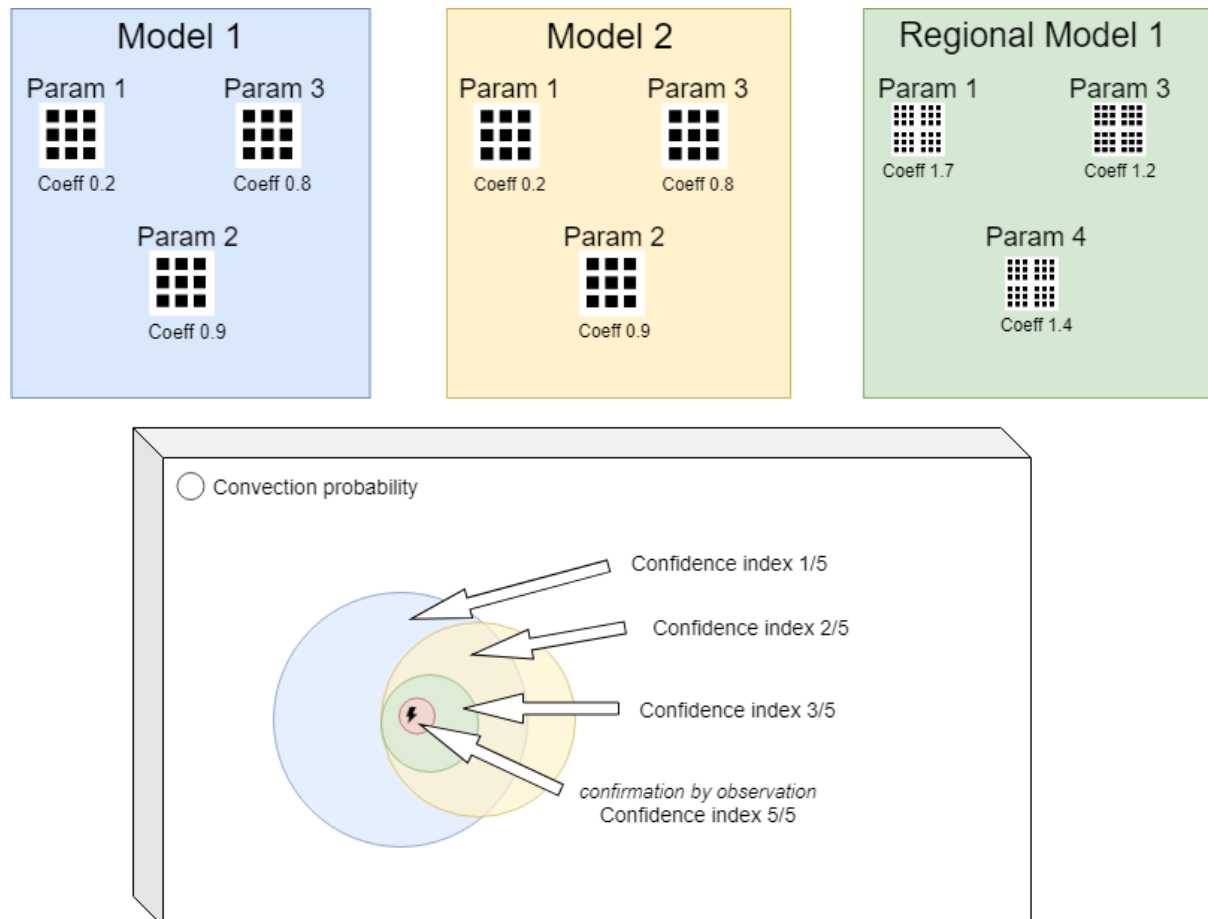 Model 1
Param 1
Param 3
Coeff 0.2
Coeff 0.8
Param 2
Coeff 0.9
Model 2
Param 1
Param 3
Coeff 0.2
Coeff 0.8
Param 2
Coeff 0.9
Regional Model 1
Param 1
Param 3
Coeff 1.7
Coeff 1.2
Param 4
Coeff 1.4
Convection probability
Confidence index 1/5
Confidence index 2/5
Confidence index 3/5
confirmation by observation
Confidence index 5/5